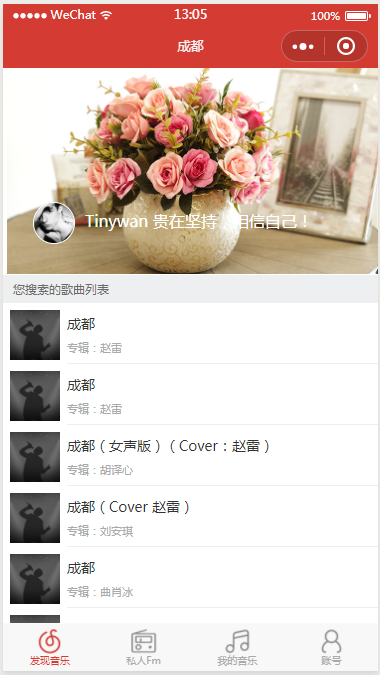 WeChat
13:05
100%
成都
Tinywan 贵在坚持，相信自己！
您搜索的歌曲列表
成都
专辑：赵雷
成都
专辑：赵雷
成都（女声版）（Cover：赵雷）
专辑：胡译心
成都（Cover 赵雷）
专辑：刘安琪
成都
专辑：曲肖冰
发现音乐
私人Fm
我的音乐
账号